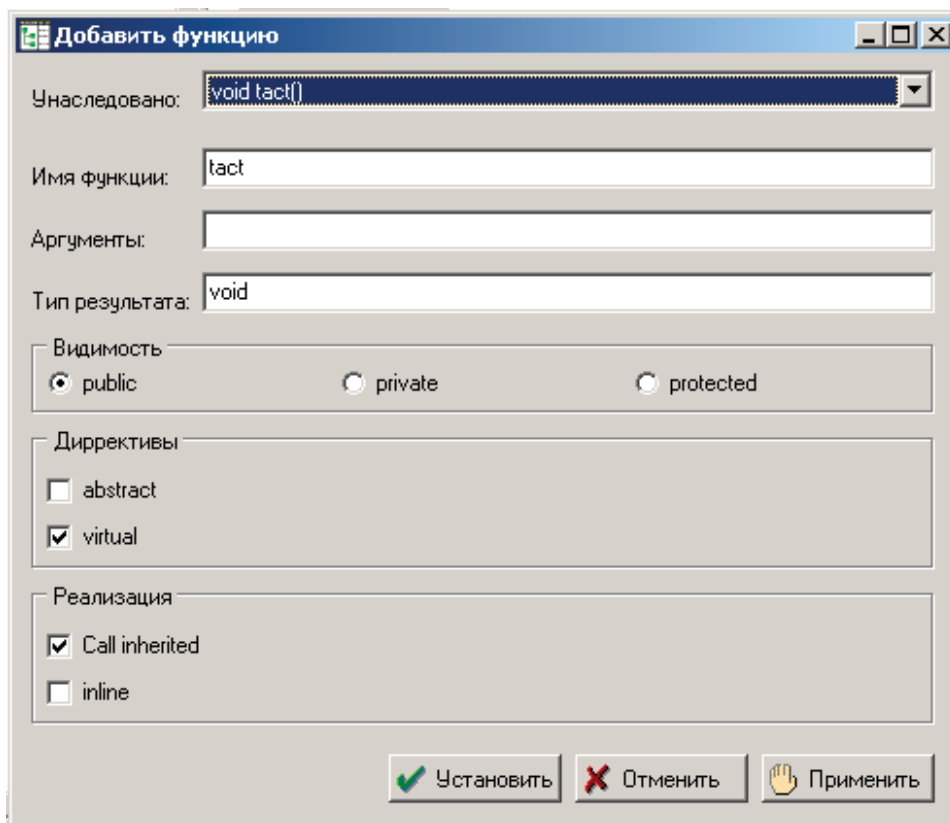 Добавить функцию
Унаследовано: void tact()
Имя функции: tact
Аргументы:
Тип результата: void
Видимость
public private protected
Диррективы
abstract
virtual
Реализация
Call inherited
inline
Установить Отменить Применить